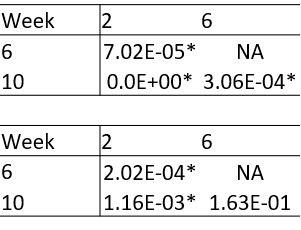 Week 2 6
6 7.02E-05* NA
10 0.0E+00* 3.06E-04*
Week 2 6
6 2.02E-04* NA
10 1.16E-03* 1.63E-01